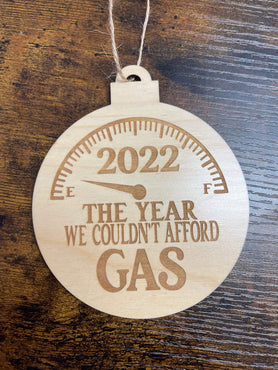 2022
E F
THE YEAR
WE COULDN'T AFFORD
GAS